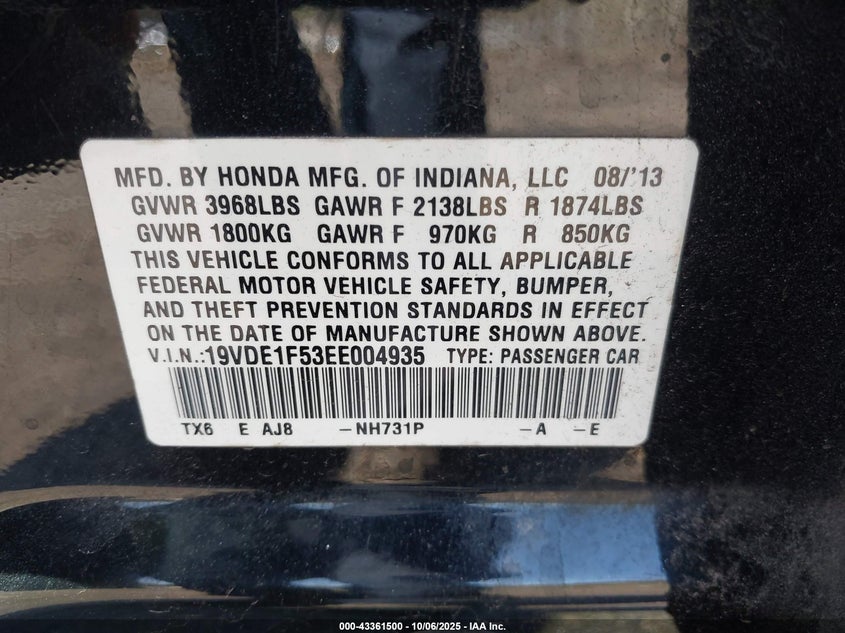 MFD. BY HONDA MFG. OF INDIANA, LLC 08/'13
GVWR 3968LBS GAWR F 2138LBS R 1874LBS
GVWR 1800KG GAWR F 970KG R 850KG
THIS VEHICLE CONFORMS TO ALL APPLICABLE
FEDERAL MOTOR VEHICLE SAFETY, BUMPER,
AND THEFT PREVENTION STANDARDS IN EFFECT
ON THE DATE OF MANUFACTURE SHOWN ABOVE.
V.I.N.:19VDE1F53EE004935 TYPE: PASSENGER CAR
TX6 E AJ8 -NH731P -A -E
000-43361500 - 10/06/2025 - IAA Inc.